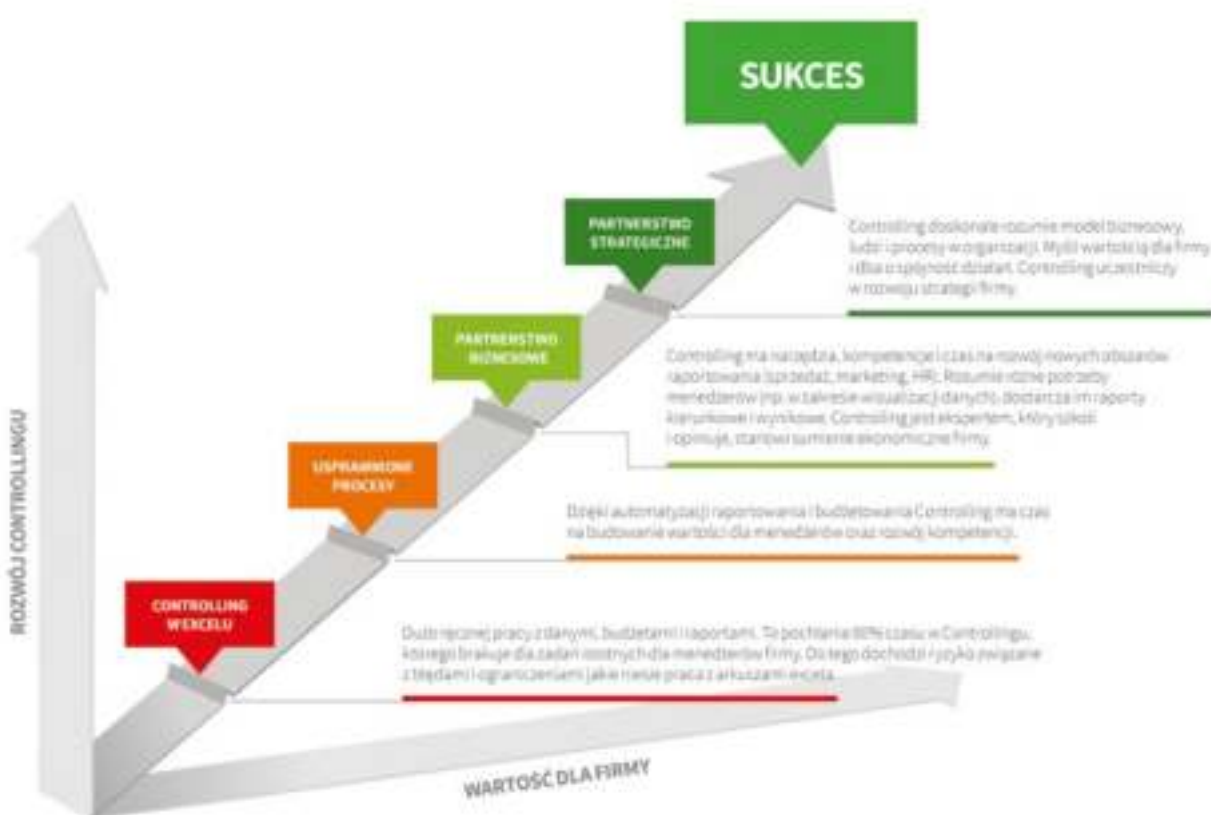 SUKCES
PARTNERSTWO
STRATEGICZNE
Controlling doskonale rozumie model biznesowy,
ludzi i procesy w organizacji. Myśli wartością dla firmy
i dba o spójność działań. Controlling uczestniczy
w rozwoju strategii firmy.
PARTNERSTWO
BIZNESOWE
Controlling ma narzędzia, kompetencje i czas na rozwój nowych obszarów
raportowania (sprzedaż, marketing, HR). Rozumie różne potrzeby
menedżerów (np. w zakresie wizualizacji danych), dostarcza im raporty
kierunkowe i wynikowe. Controlling jest ekspertem, który szkoli
i opiniuje, stanowi sumienie ekonomiczne firmy.
USPRAWNIONE
PROCESY
Dzięki automatyzacji raportowania i budżetowania Controlling ma czas
na budowanie wartości dla menedżerów oraz rozwój kompetencji.
CONTROLLING
W EXCELU
Dużo ręcznej pracy z danymi, budżetami i raportami. To pochłania 80% czasu w Controllingu,
którego brakuje dla zadań istotnych dla menedżerów firmy. Do tego dochodzi ryzyko związane
z błędami i ograniczeniami jakie niesie praca z arkuszami excela.
ROZWÓJ CONTROLLINGU
WARTOŚĆ DLA FIRMY